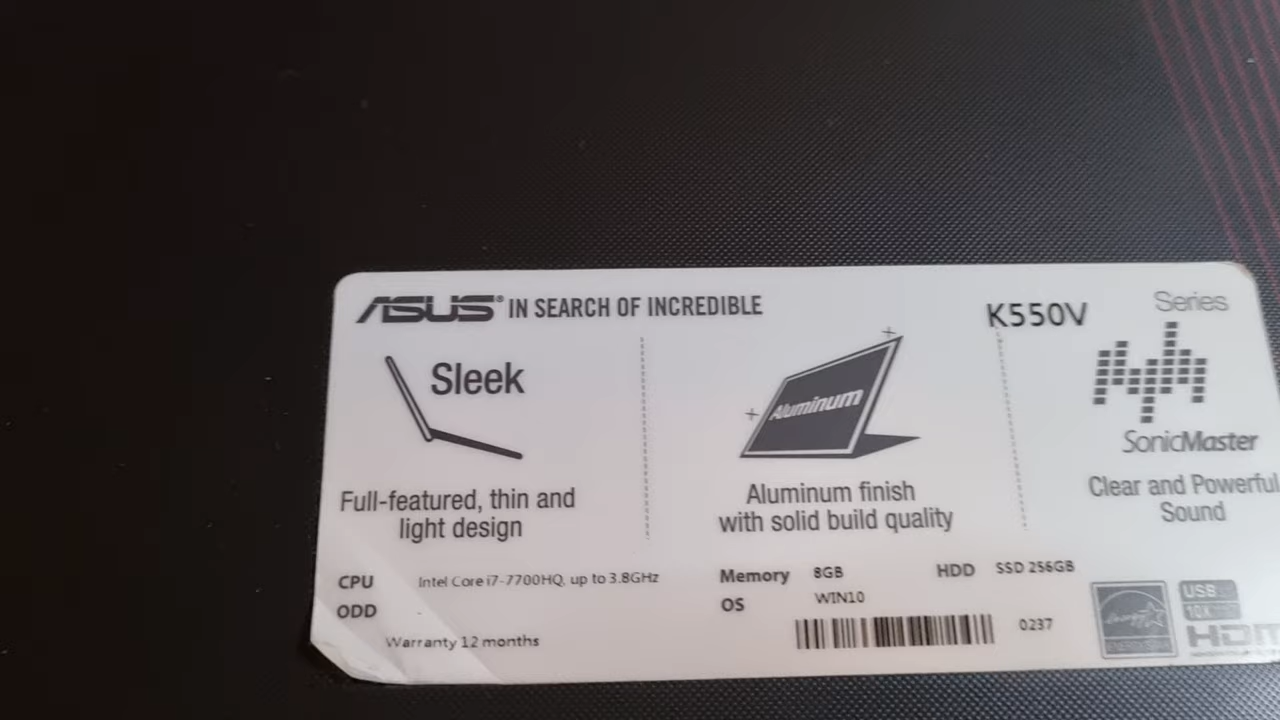 ASUS® IN SEARCH OF INCREDIBLE
K550V Series
Sleek
Full-featured, thin and
light design
Aluminum
Aluminum finish
with solid build quality
SonicMaster
Clear and Powerful
Sound
CPU Intel Core i7-7700HQ, up to 3.8GHz
ODD
Warranty 12 months
Memory 8GB HDD SSD 256GB
OS WIN10
0237
USB
10X
HDM